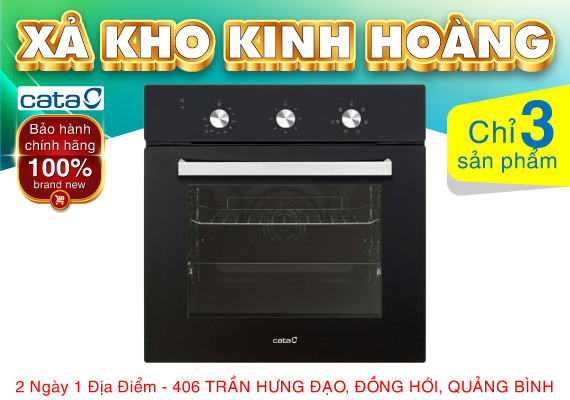 XẢ KHO KINH HOÀNG
cata
Bảo hành
chính hãng
100%
brand new
Chỉ 3
sản phẩm
cata
2 Ngày 1 Địa Điểm - 406 TRẦN HƯNG ĐẠO, ĐỒNG HỚI, QUẢNG BÌNH